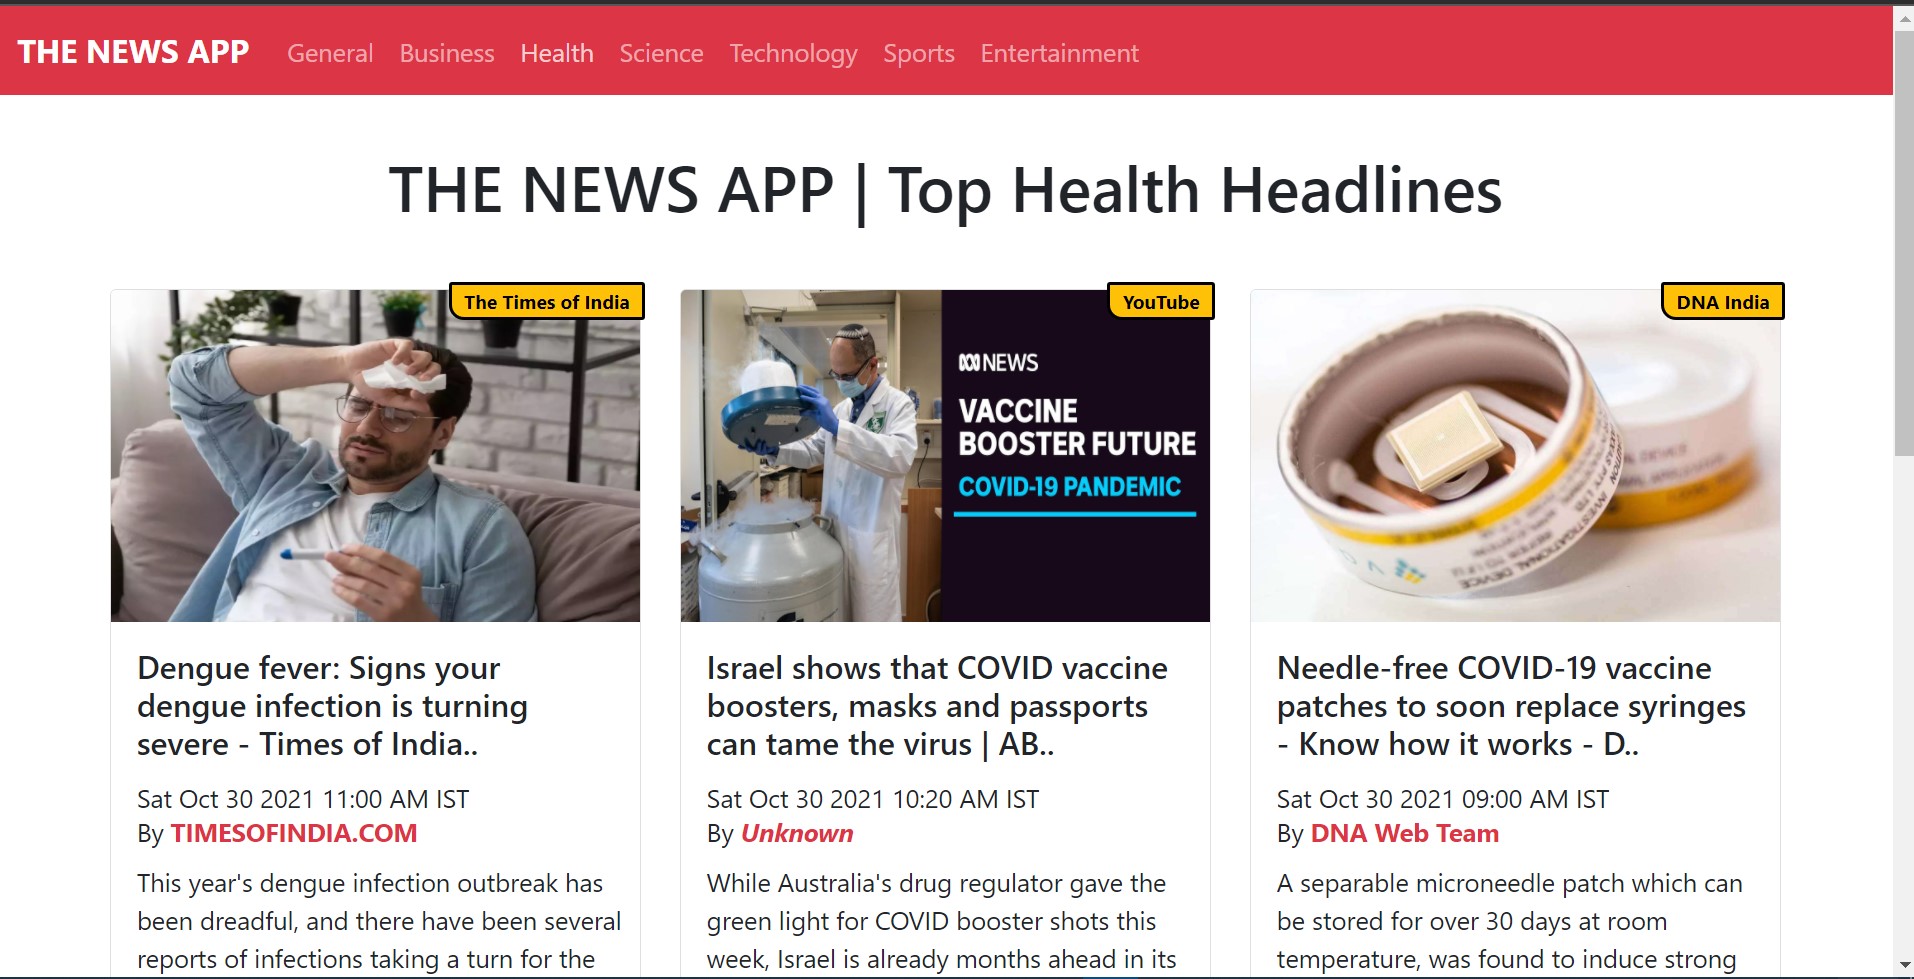 THE NEWS APP
General
Business
Health
Science
Technology
Sports
Entertainment
THE NEWS APP | Top Health Headlines
The Times of India
Dengue fever: Signs your
dengue infection is turning
severe - Times of India..
Sat Oct 30 2021 11:00 AM IST
By TIMESOFINDIA.COM
This year's dengue infection outbreak has
been dreadful, and there have been several
reports of infections taking a turn for the
YouTube
NEWS
VACCINE
BOOSTER FUTURE
COVID-19 PANDEMIC
Israel shows that COVID vaccine
boosters, masks and passports
can tame the virus | AB..
Sat Oct 30 2021 10:20 AM IST
By Unknown
While Australia's drug regulator gave the
green light for COVID booster shots this
week, Israel is already months ahead in its
DNA India
Needle-free COVID-19 vaccine
patches to soon replace syringes
- Know how it works - D..
Sat Oct 30 2021 09:00 AM IST
By DNA Web Team
A separable microneedle patch which can
be stored for over 30 days at room
temperature, was found to induce strong